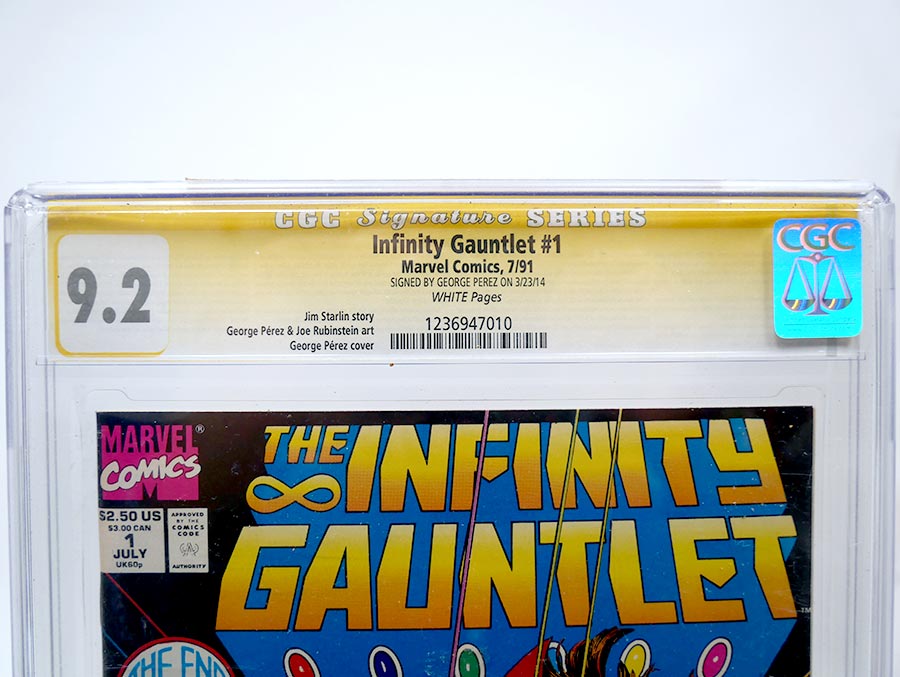 CGC Signature SERIES
9.2
Infinity Gauntlet #1
Marvel Comics, 7/91
SIGNED BY GEORGE PEREZ ON 3/23/14
WHITE Pages
Jim Starlin story
George Pérez & Joe Rubinstein art
George Pérez cover
1236947010
CGC
MARVEL®
COMICS
$2.50 US
$3.00 CAN
1
JULY
UK60p
APPROVED
BY THE
COMICS
CODE
AUTHORITY
THE
INFINITY
GAUNTLET
TM
THE END